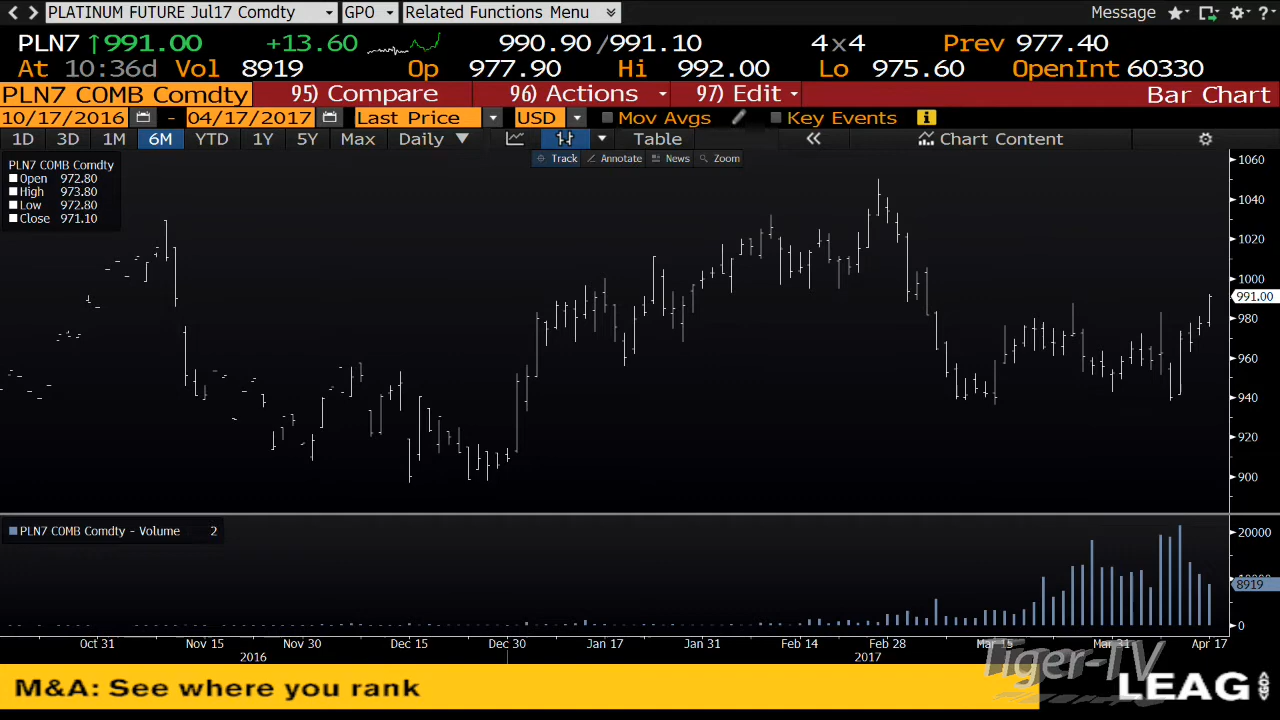 PLATINUM FUTURE Jul17 Comdty GPO Related Functions Menu Message
PLN7 ↑991.00 +13.60 990.90/991.10 4x4 Prev 977.40
At 10:36d Vol 8919 Op 977.90 Hi 992.00 Lo 975.60 OpenInt 60330
PLN7 COMB Comdty 95) Compare 96) Actions 97) Edit Bar Chart
10/17/2016 - 04/17/2017 Last Price USD Mov Avgs Key Events
1D 3D 1M 6M YTD 1Y 5Y Max Daily ▼ Table « Chart Content
Track Annotate News Zoom
PLN7 COMB Comdty
Open 972.80
High 973.80
Low 972.80
Close 971.10
1060
1040
1020
1000
991.00
980
960
940
920
900
PLN7 COMB Comdty - Volume 2
20000
8919
0
Oct 31 Nov 15 Nov 30 Dec 15 Dec 30 Jan 17 Jan 31 Feb 14 Feb 28 Mar 15 Mar 31 Apr 17
2016 2017
Tiger-TV
M&A: See where you rank
LEAG GO